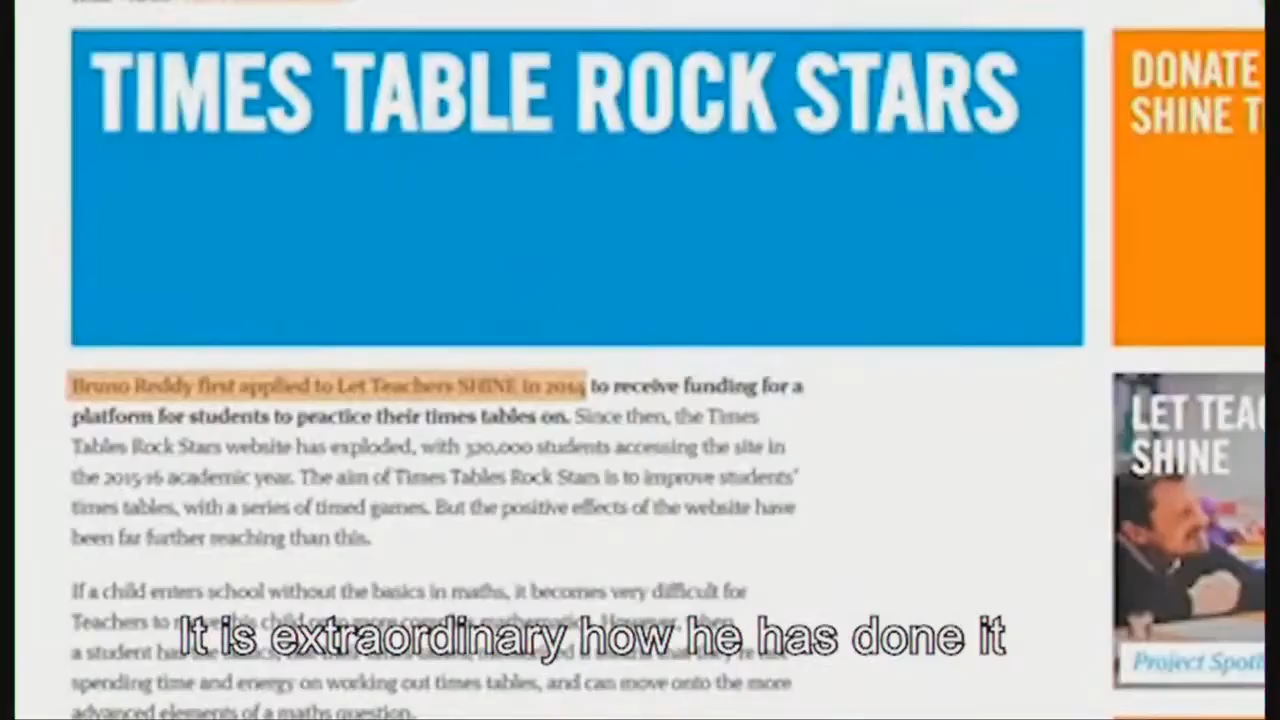 TIMES TABLE ROCK STARS
DONATE
SHINE T
Bruno Reddy first applied to Let Teachers SHINE in 2014 to receive funding for a
platform for students to practice their times tables on. Since then, the Times
Tables Rock Stars website has exploded, with 320,000 students accessing the site in
the 2015-16 academic year. The aim of Times Tables Rock Stars is to improve students'
times tables, with a series of timed games. But the positive effects of the website have
been far further reaching than this.
LET TEAC
SHINE
If a child enters school without the basics in maths, it becomes very difficult for
Teachers to
a student has
spending time and energy on working out times tables, and can move onto the more
advanced elements of a maths question.
Project Spotl
It is extraordinary how he has done it